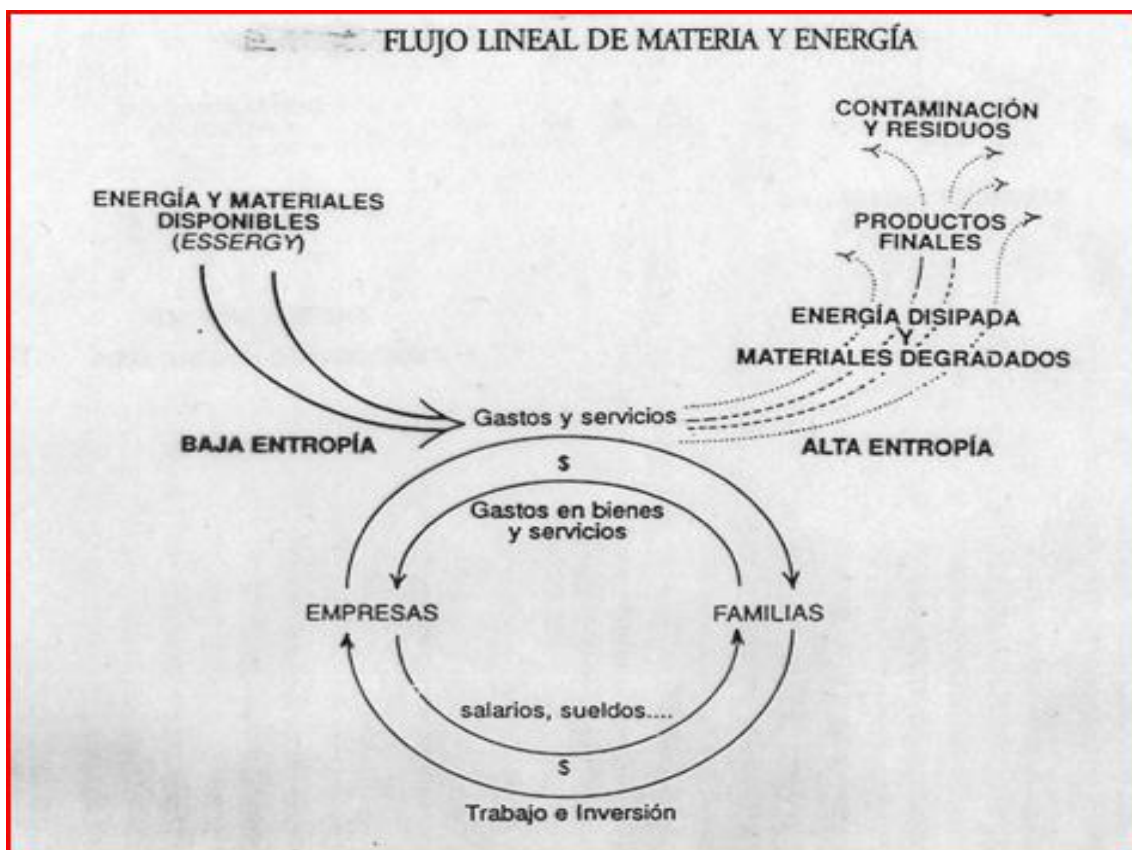 FLUJO LINEAL DE MATERIA Y ENERGÍA
CONTAMINACIÓN
Y RESIDUOS
ENERGÍA Y MATERIALES
DISPONIBLES
(ESSERGY)
PRODUCTOS
FINALES
ENERGÍA DISIPADA
Y
MATERIALES DEGRADADOS
Gastos y servicios
BAJA ENTROPÍA
ALTA ENTROPÍA
$
Gastos en bienes
y servicios
EMPRESAS
FAMILIAS
salarios, sueldos....
$
Trabajo e Inversión